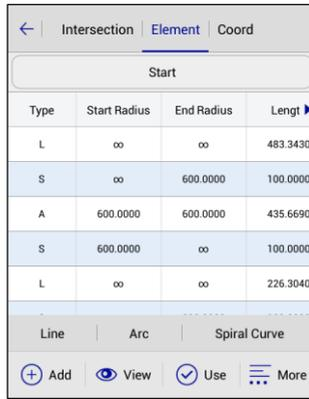 Intersection Element Coord
Start
Type Start Radius End Radius Lengt
L ∞ ∞ 483.3430
S ∞ 600.0000 100.0000
A 600.0000 600.0000 435.6690
S 600.0000 ∞ 100.0000
L ∞ ∞ 226.3040
Line Arc Spiral Curve
Add View Use More